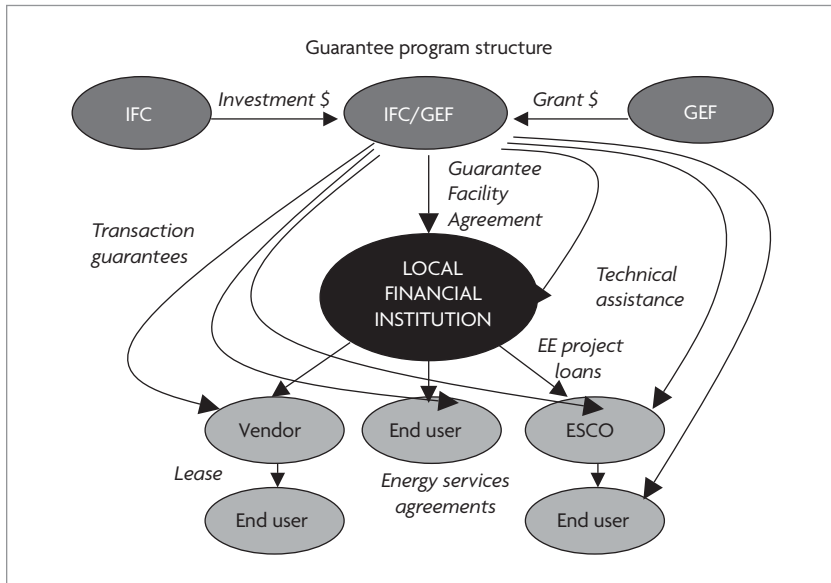 Guarantee program structure
IFC
Investment $
IFC/GEF
Grant $
GEF
Guarantee
Facility
Agreement
Transaction
guarantees
LOCAL
FINANCIAL
INSTITUTION
Technical
assistance
EE project
loans
Vendor
End user
ESCO
Lease
Energy services
agreements
End user
End user